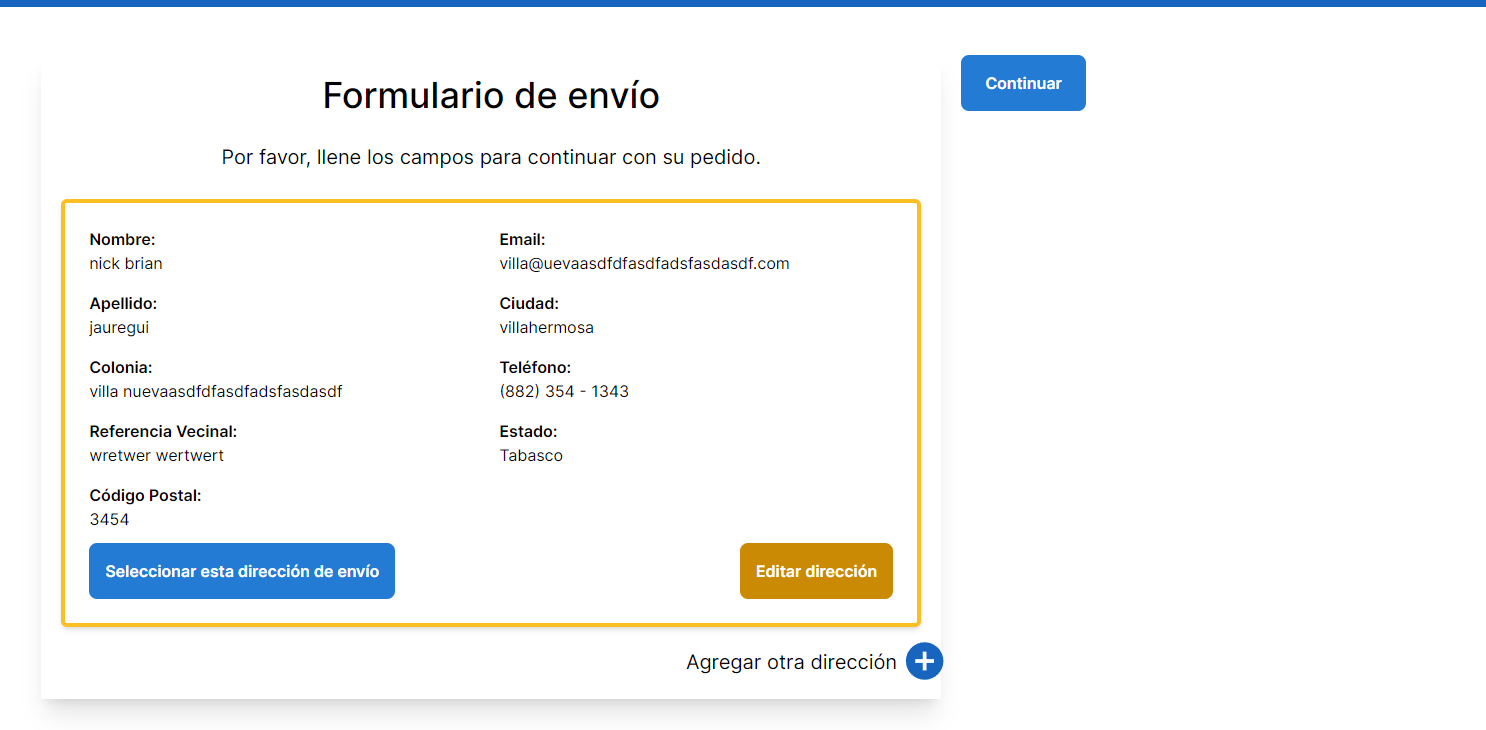 Formulario de envío
Continuar
Por favor, llene los campos para continuar con su pedido.
Nombre:
nick brian
Email:
villa@uevaasdfdfasdfadsfasdasdf.com
Apellido:
jauregui
Ciudad:
villahermosa
Colonia:
villa nuevaasdfdfasdfadsfasdasdf
Teléfono:
(882) 354 - 1343
Referencia Vecinal:
wretwer wertwert
Estado:
Tabasco
Código Postal:
3454
Seleccionar esta dirección de envío
Editar dirección
Agregar otra dirección